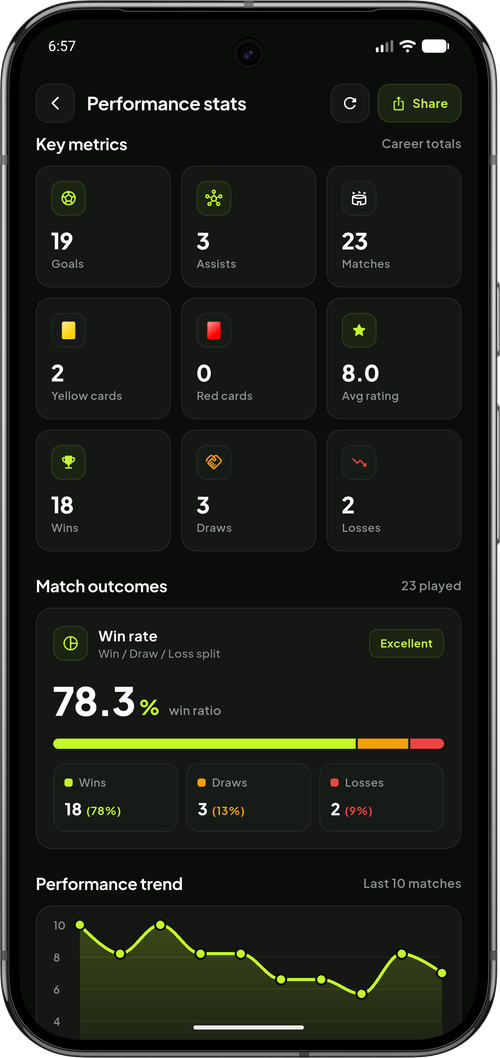 6:57
Performance stats
Share
Key metrics
Career totals
19
Goals
3
Assists
23
Matches
2
Yellow cards
0
Red cards
8.0
Avg rating
18
Wins
3
Draws
2
Losses
Match outcomes
23 played
Win rate
Win / Draw / Loss split
Excellent
78.3% win ratio
Wins
18 (78%)
Draws
3 (13%)
Losses
2 (9%)
Performance trend
Last 10 matches
10
8
6
4